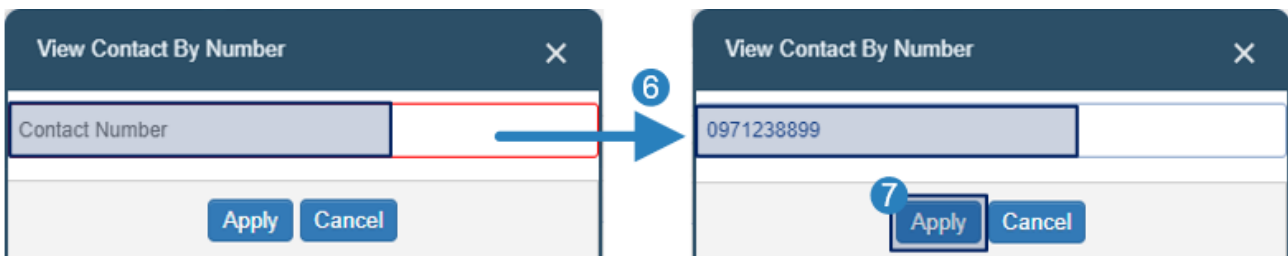 View Contact By Number ×
Contact Number
Apply Cancel
6
View Contact By Number ×
0971238899
7
Apply Cancel